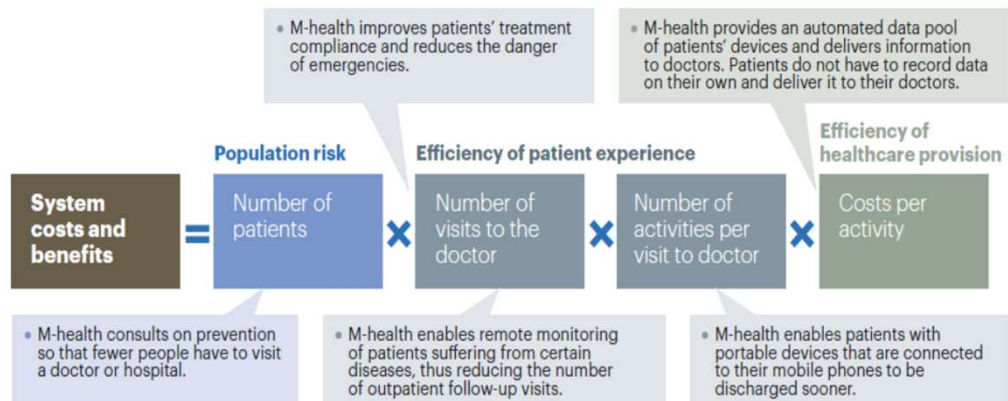 • M-health improves patients' treatment
compliance and reduces the danger
of emergencies.
• M-health provides an automated data pool
of patients' devices and delivers information
to doctors. Patients do not have to record data
on their own and deliver it to their doctors.
Population risk
Efficiency of patient experience
Efficiency of
healthcare provision
System
costs and
benefits
=
Number of
patients
×
Number of
visits to the
doctor
×
Number of
activities per
visit to doctor
×
Costs per
activity
• M-health consults on prevention
so that fewer people have to visit
a doctor or hospital.
• M-health enables remote monitoring
of patients suffering from certain
diseases, thus reducing the number
of outpatient follow-up visits.
• M-health enables patients with
portable devices that are connected
to their mobile phones to be
discharged sooner.